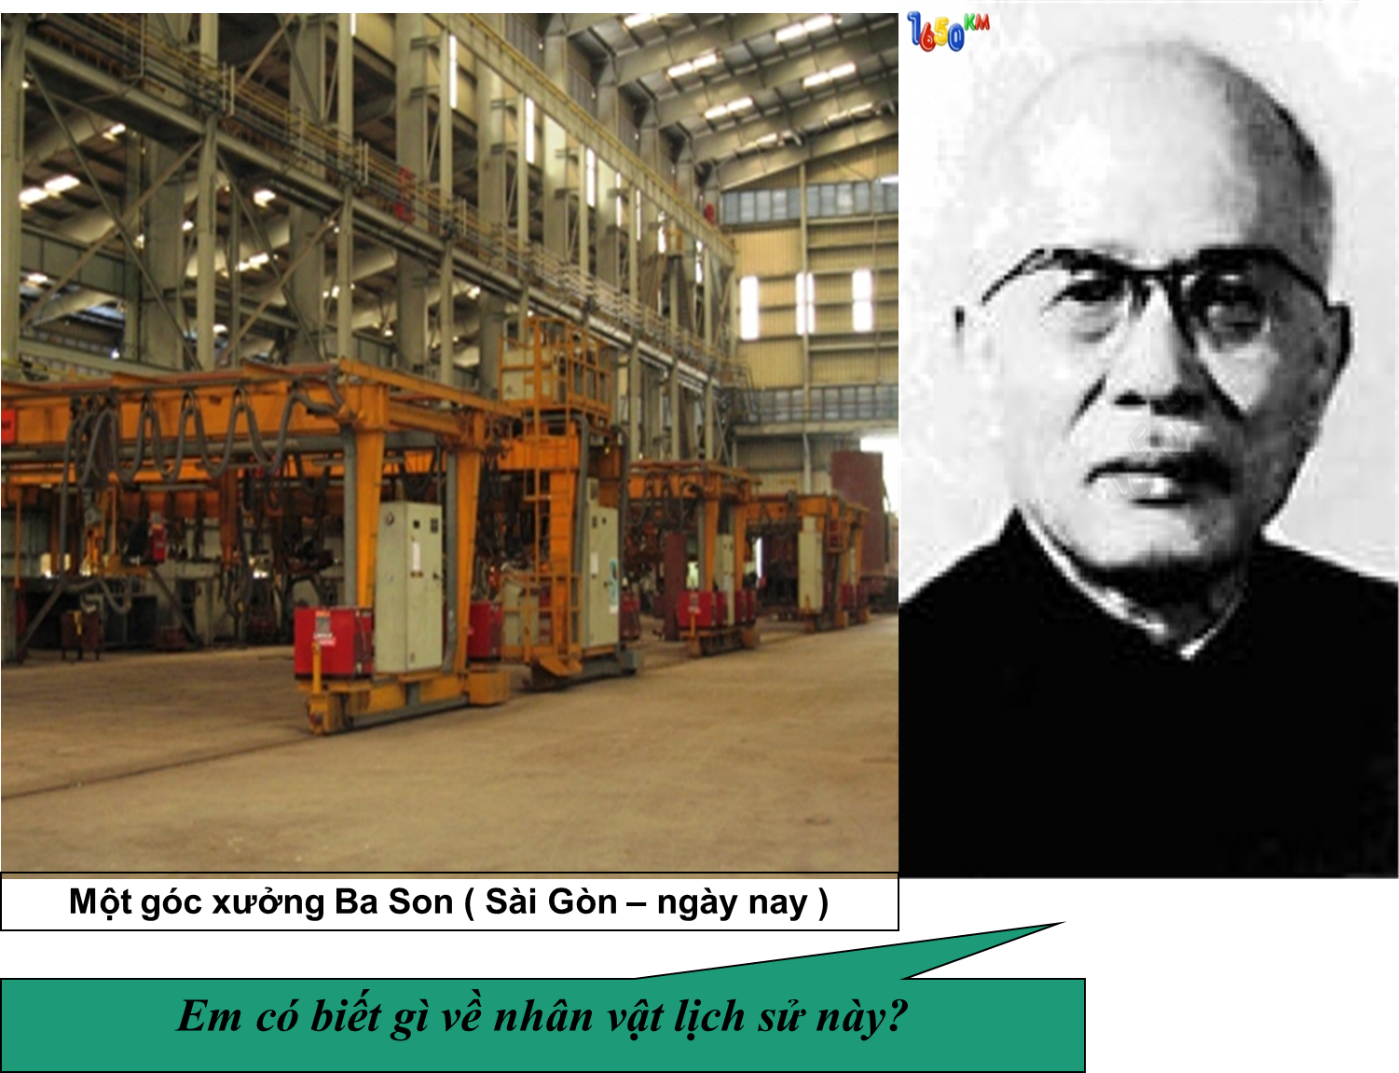 1650KM
Một góc xưởng Ba Son ( Sài Gòn – ngày nay )
Em có biết gì về nhân vật lịch sử này?